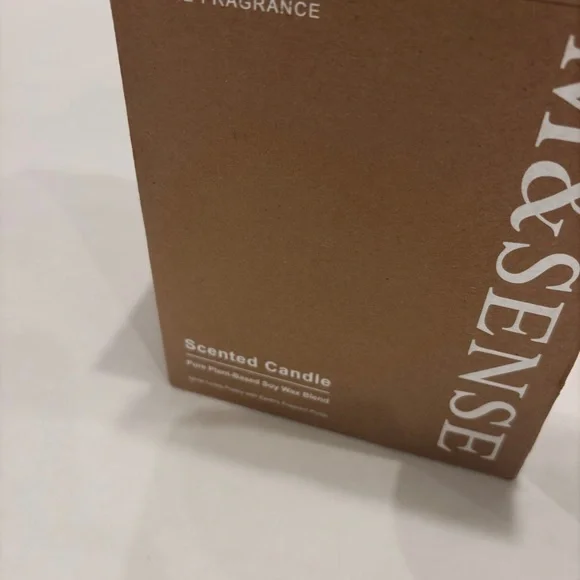 FRAGRANCE
M&SENSE
Scented Candle
Pure Plant-Based Soy Wax Blend